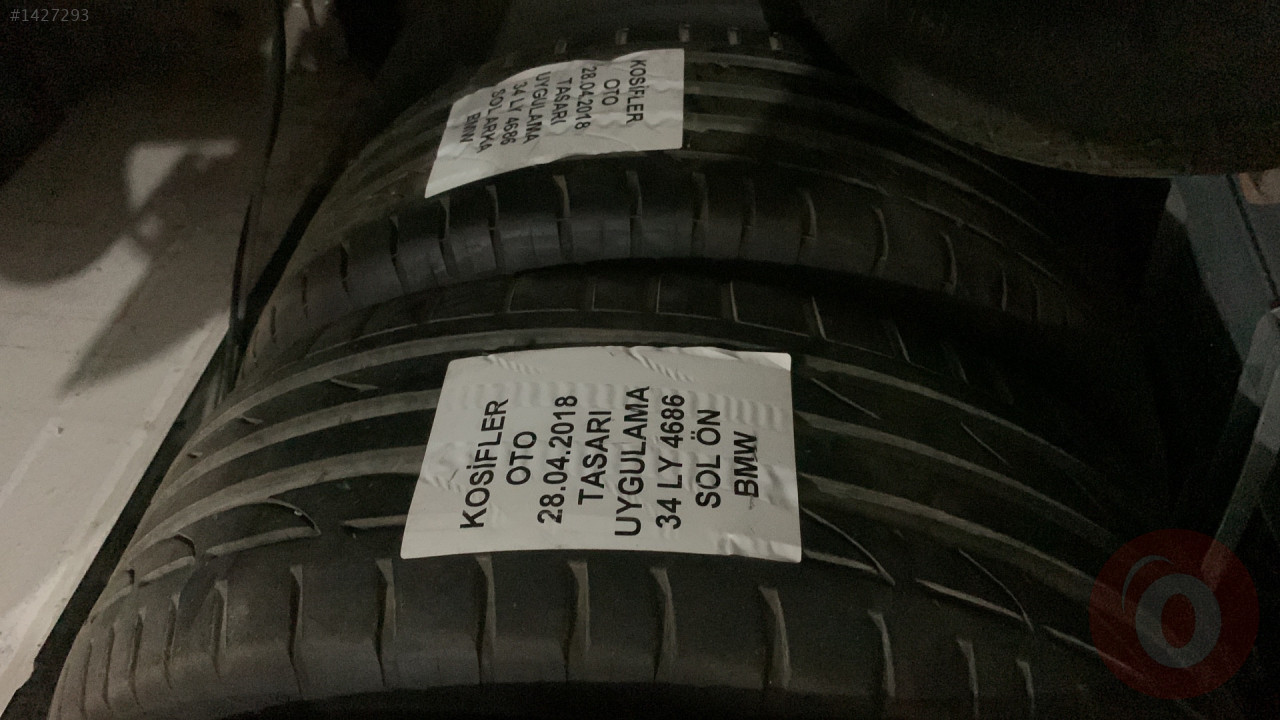 #1427293
KOSİFLER
OTO
28.04.2018
TASARI
UYGULAMA
34 LY 4686
SOL ARKA
BMW
KOSİFLER
OTO
28.04.2018
TASARI
UYGULAMA
34 LY 4686
SOL ÖN
BMW